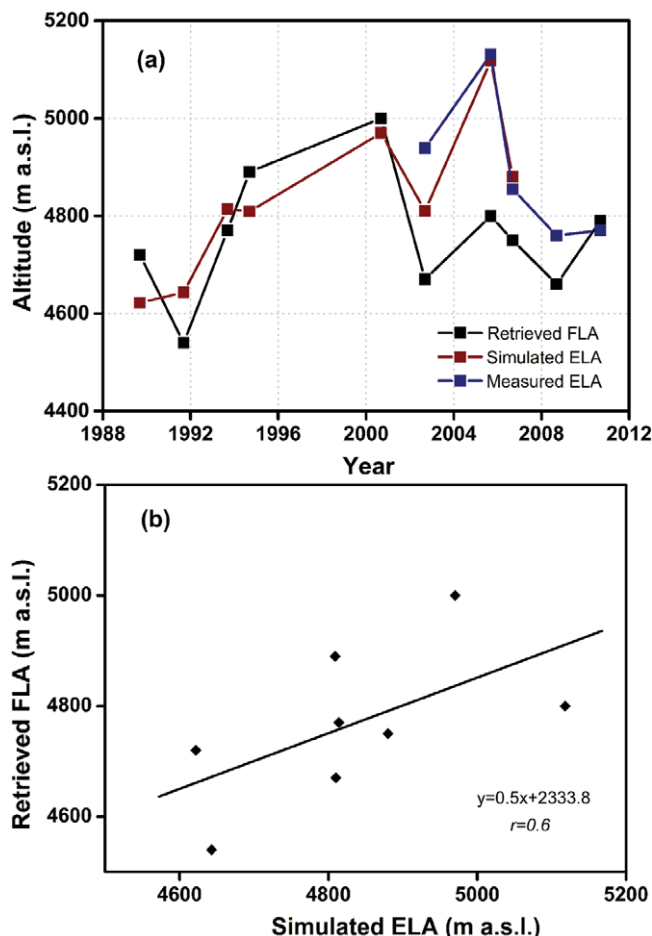 5200
(a)
5000
4800
4600
4400
Altitude (m a.s.l.)
Retrieved FLA
Simulated ELA
Measured ELA
1988 1992 1996 2000 2004 2008 2012
Year
5200
(b)
5000
4800
4600
Retrieved FLA (m a.s.l.)
y=0.5x+2333.8
r=0.6
4600 4800 5000 5200
Simulated ELA (m a.s.l.)